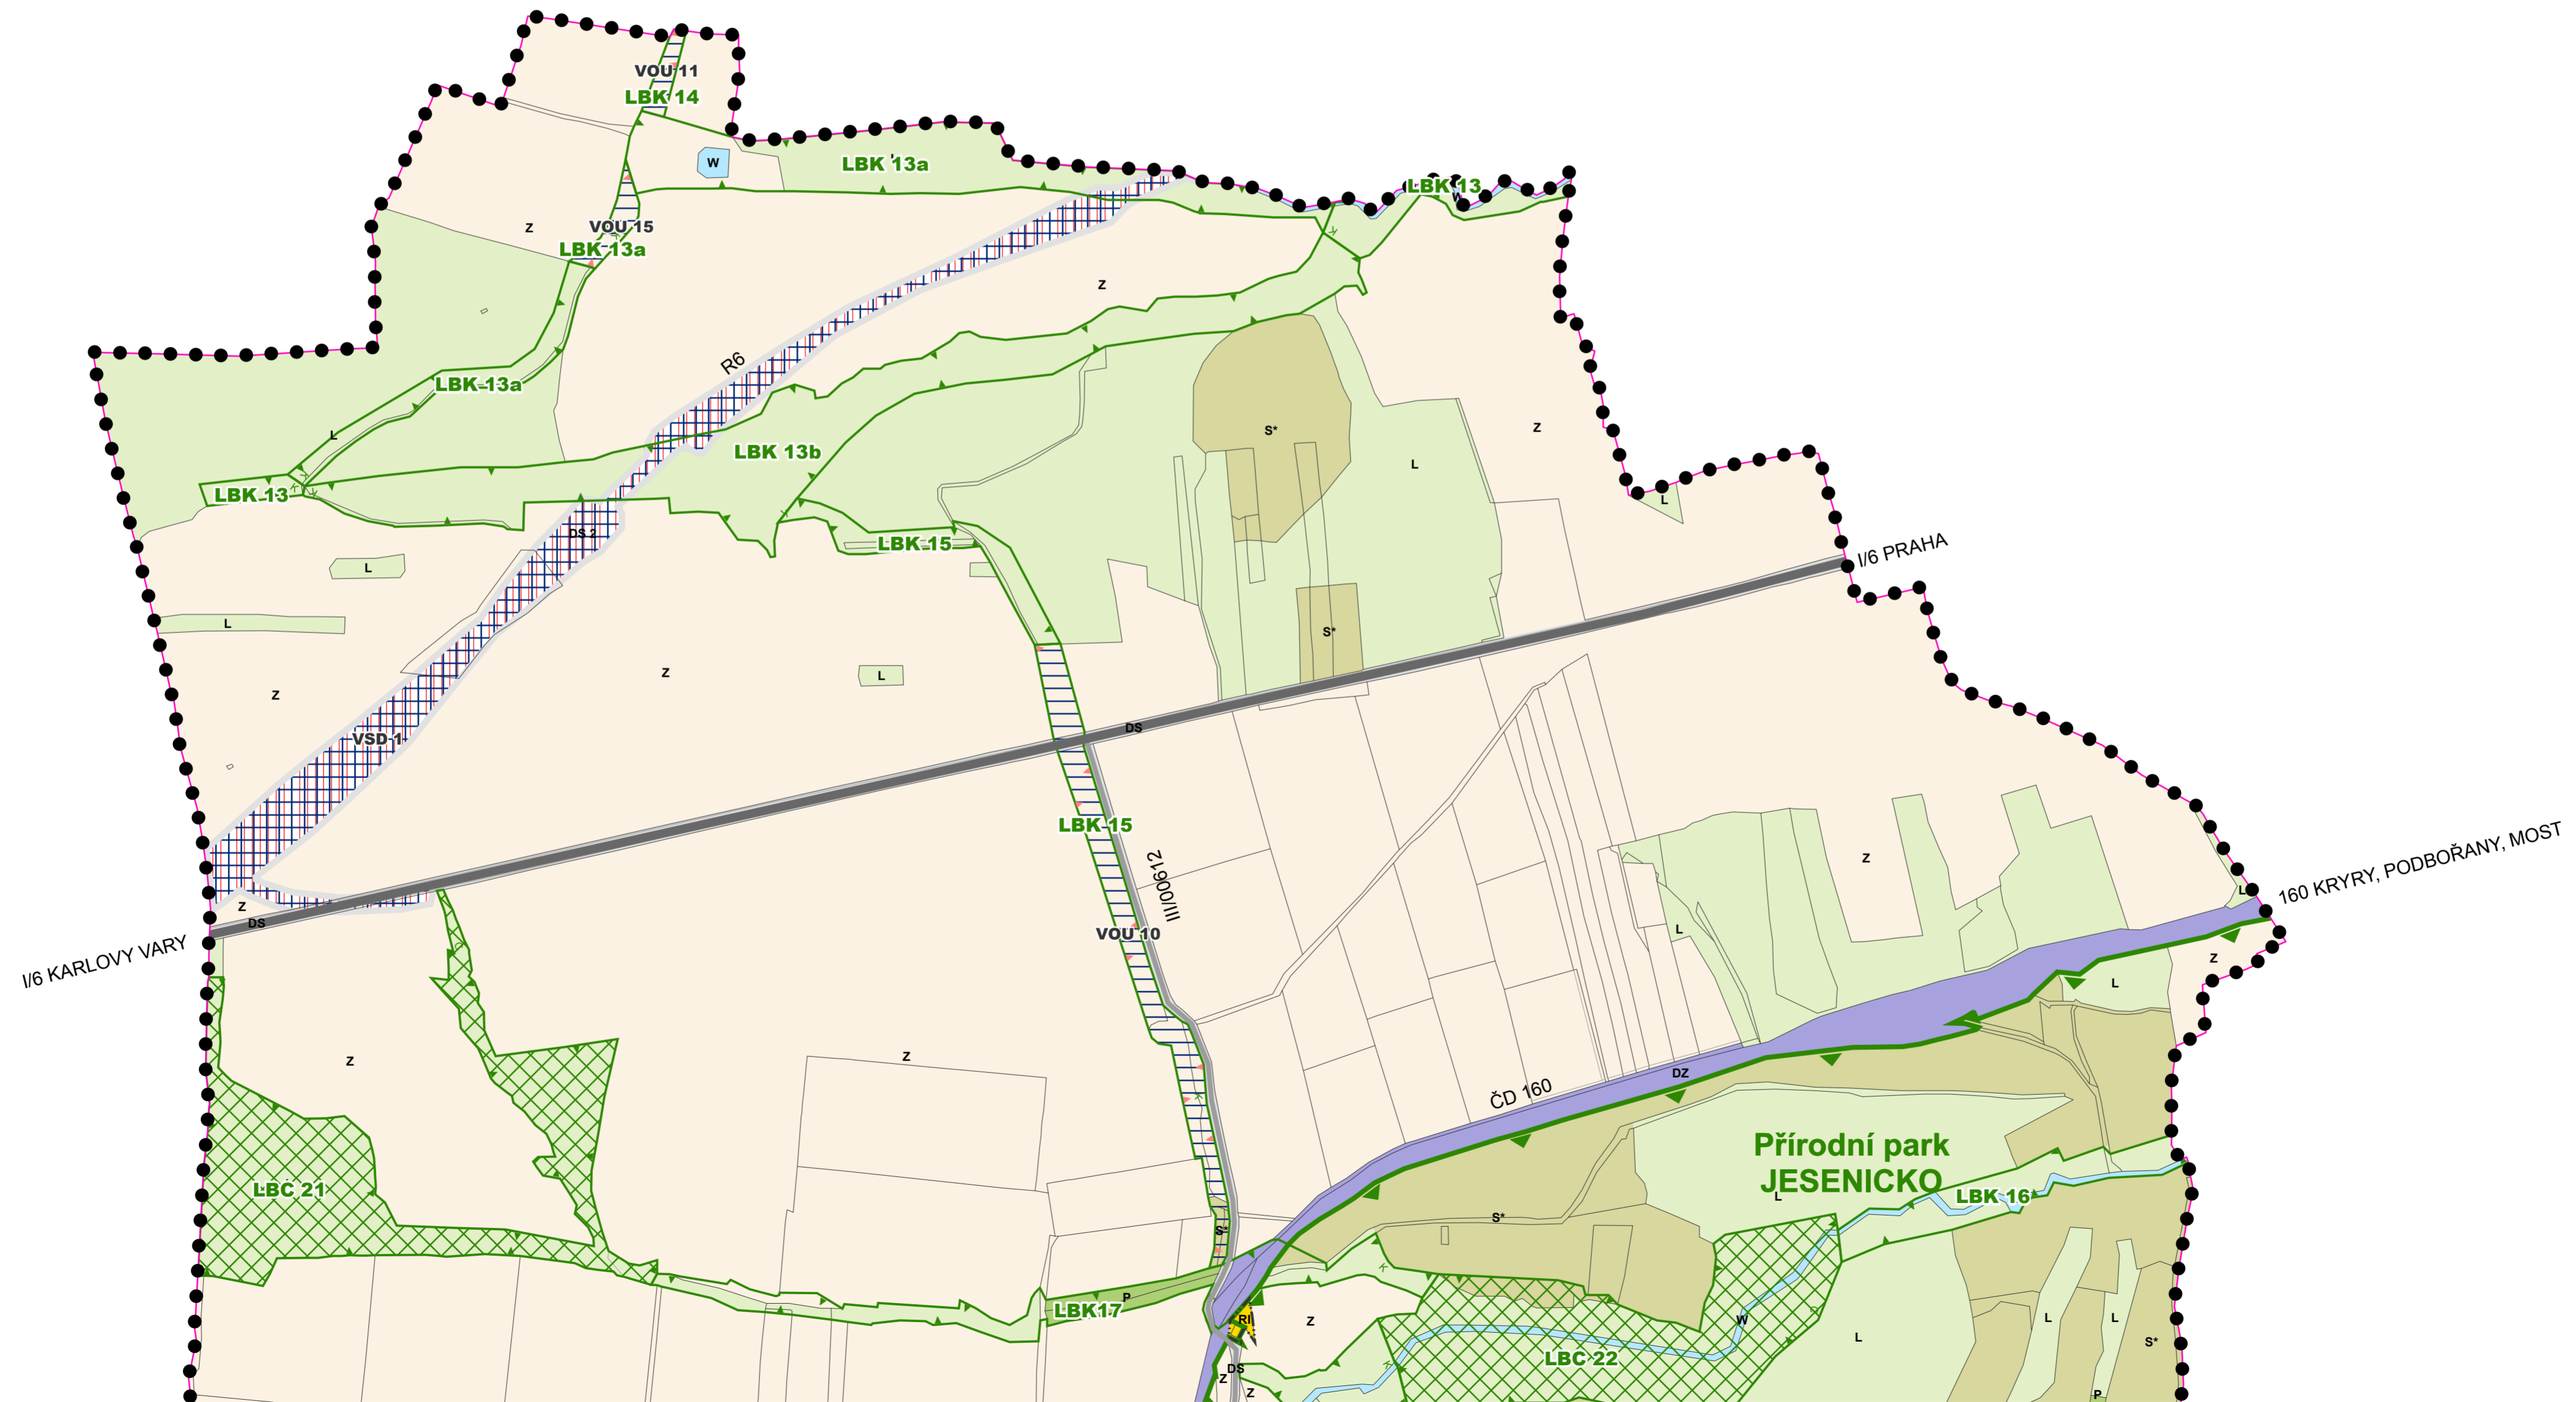 VOU 11
LBK 14
W
LBK 13a
LBK 13
VOU 15
Z
LBK 13a
Z
R6
LBK 13a
L
Z
S*
LBK 13b
L
LBK 13
L
DS 2
LBK 15
I/6 PRAHA
L
L
S*
Z
L
Z
DS
VSD 1
LBK 15
Z
III/00612
160 KRYRY, PODBOŘANY, MOST
L
Z
DS
L
VOU 10
I/6 KARLOVY VARY
Z
L
Z
Z
DZ
ČD 160
Přírodní park
JESENICKO
LBC 21
L
LBK 16
S*
S*
P
LBK17
RI
Z
W
L
L
L
S*
LBC 22
DS
Z
Z
P